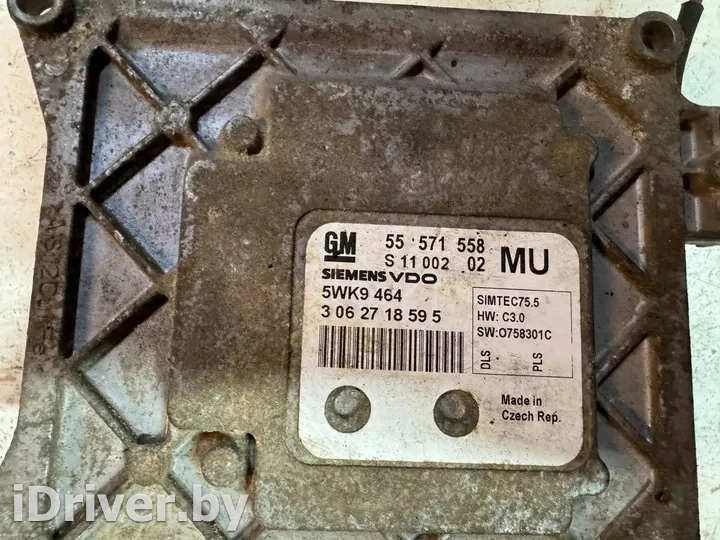 GM
55 571 558
S 11 002 02
MU
SIEMENS VDO
5WK9 464
3 06 27 18 59 5
SIMTEC75.5
HW: C3.0
SW:O758301C
DLS
PLS
Made in
Czech Rep.
iDriver.by